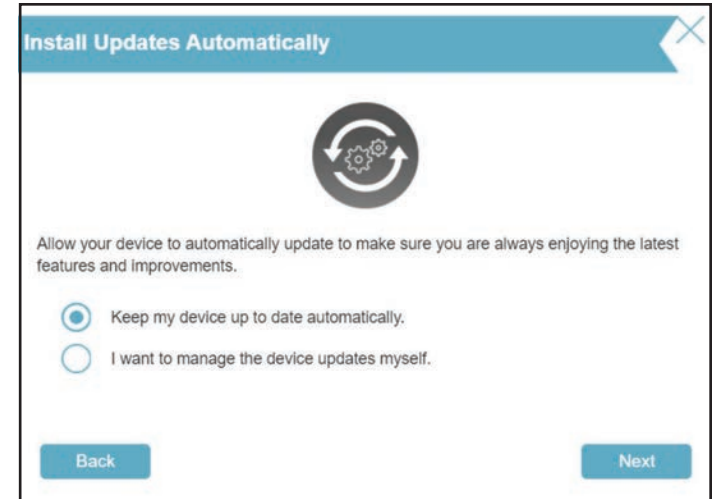 Install Updates Automatically
Allow your device to automatically update to make sure you are always enjoying the latest
features and improvements.
Keep my device up to date automatically.
I want to manage the device updates myself.
Back
Next